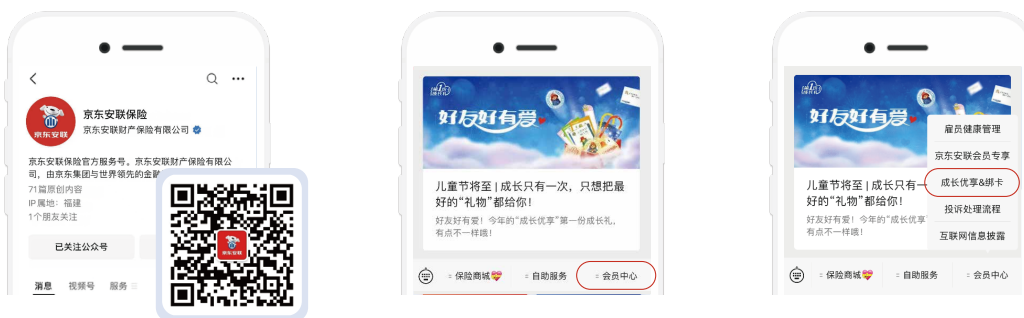 京东安联
京东安联保险
京东安联财产保险有限公司
京东安联保险官方服务号。京东安联财产保险有限公
司，由京东集团与世界领先的金融
71篇原创内容
IP属地：福建
1个朋友关注
已关注公众号
消息 视频号 服务
京东安联
好友好有爱
儿童节将至 | 成长只有一次，只想把最
好的“礼物”都给你！
好友好有爱！今年的“成长优享”第一份成长礼，
有点不一样哦！
保险商城 自助服务 会员中心
好友好有爱
儿童节将至 | 成长只有一
好的“礼物”都给你！
好友好有爱！今年的“成长优享”
有点不一样哦！
雇员健康管理
京东安联会员专享
成长优享&绑卡
投诉处理流程
互联网信息披露
保险商城 自助服务 会员中心